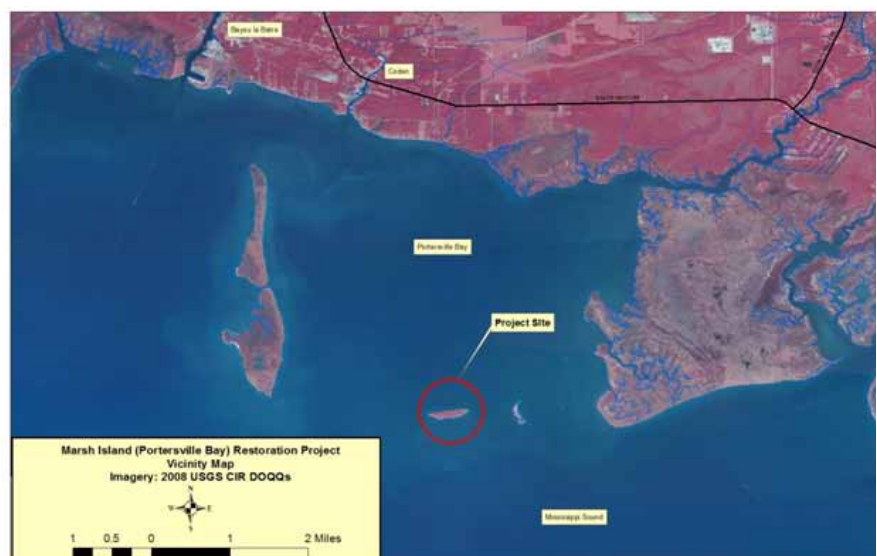 Bayou la Batre
Coden
Portersville Bay
Project Site
Marsh Island (Portersville Bay) Restoration Project
Vicinity Map
Imagery: 2008 USGS CIR DOQQs
N
W E
S
1 0.5 0 1 2 Miles
Mississippi Sound